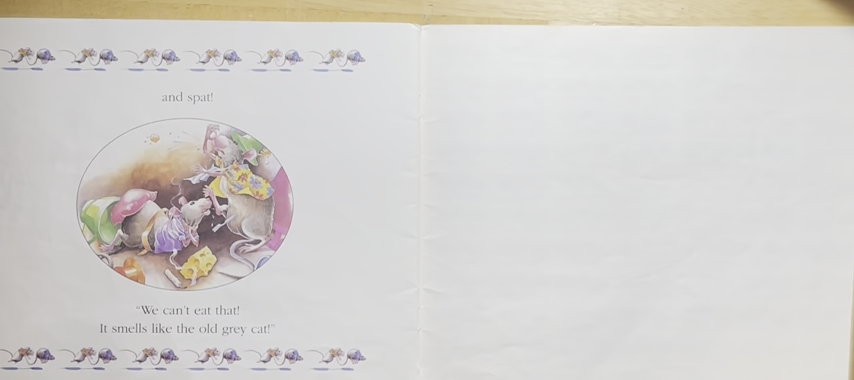 and spat!
"We can't eat that!
It smells like the old grey cat!"